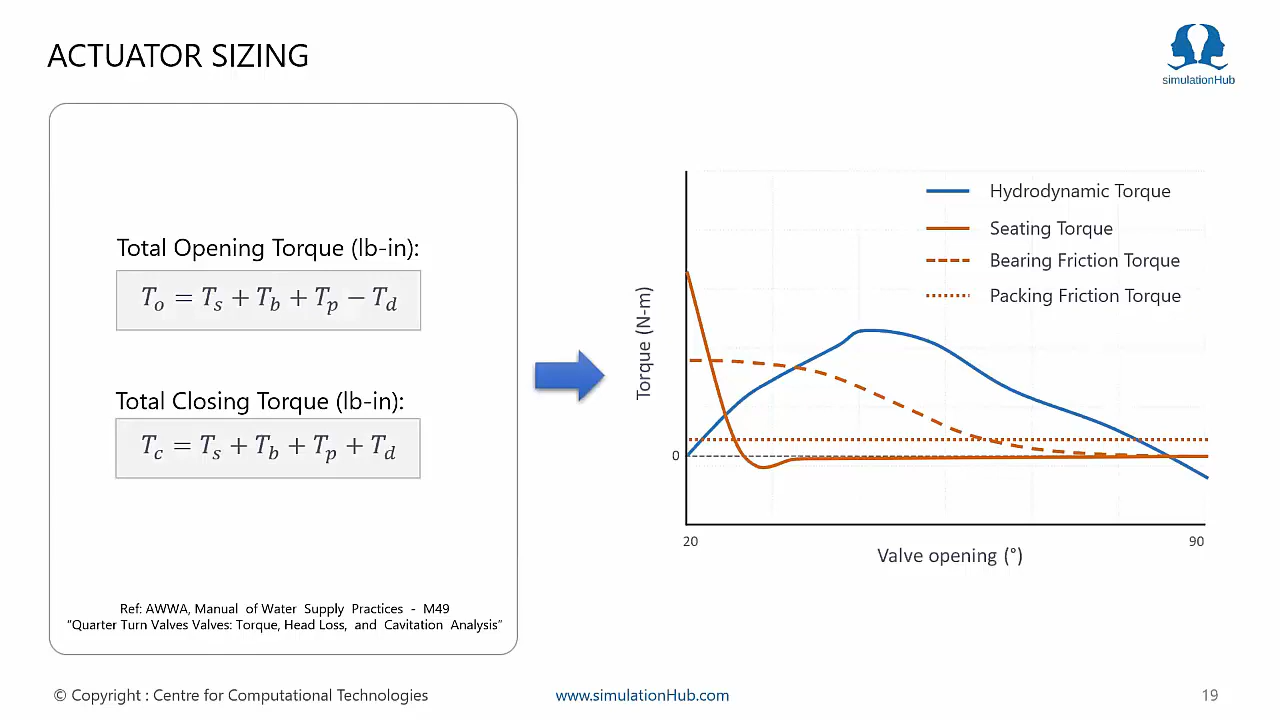 ACTUATOR SIZING
simulationHub
Total Opening Torque (lb-in):
T_o = T_s + T_b + T_p − T_d
Total Closing Torque (lb-in):
T_c = T_s + T_b + T_p + T_d
Ref: AWWA, Manual of Water Supply Practices - M49
"Quarter Turn Valves Valves: Torque, Head Loss, and Cavitation Analysis"
Hydrodynamic Torque
Seating Torque
Bearing Friction Torque
Packing Friction Torque
Torque (N-m)
0
20
90
Valve opening (°)
© Copyright : Centre for Computational Technologies
www.simulationHub.com
19